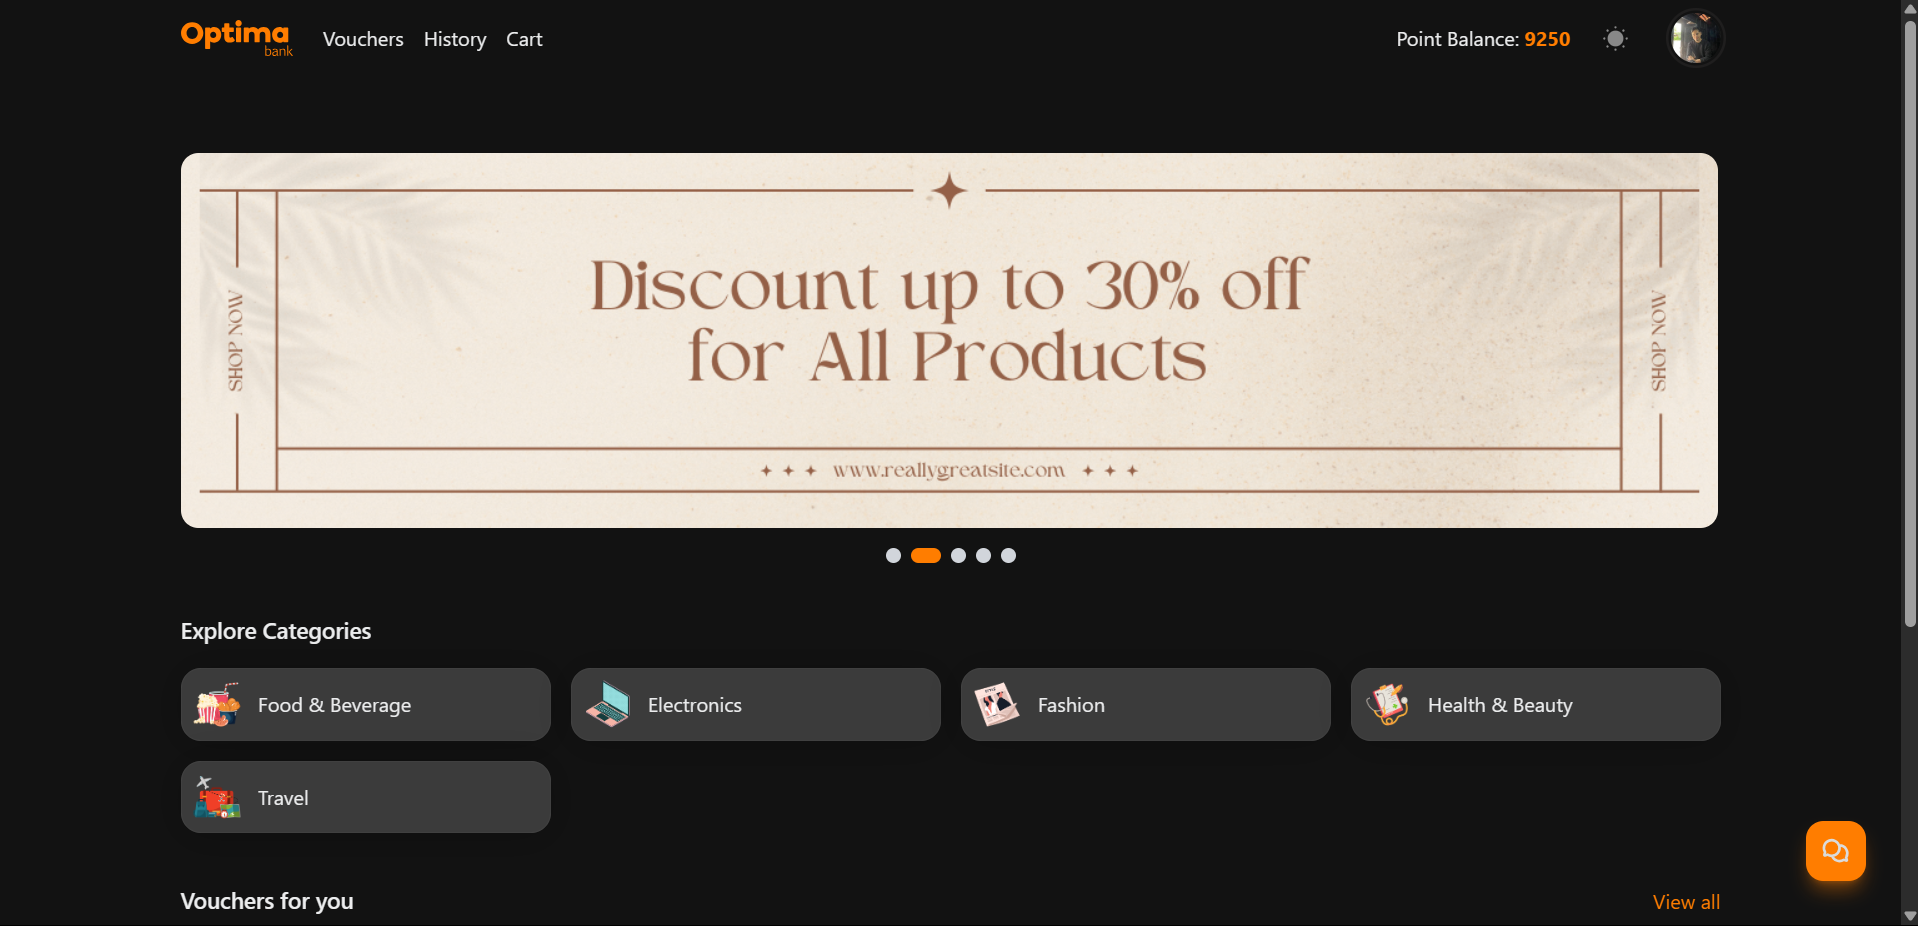 Optima
bank
Vouchers
History
Cart
Point Balance: 9250
SHOP NOW
Discount up to 30% off
for All Products
SHOP NOW
www.reallygreatsite.com
Explore Categories
Food & Beverage
Electronics
Fashion
Health & Beauty
Travel
Vouchers for you
View all